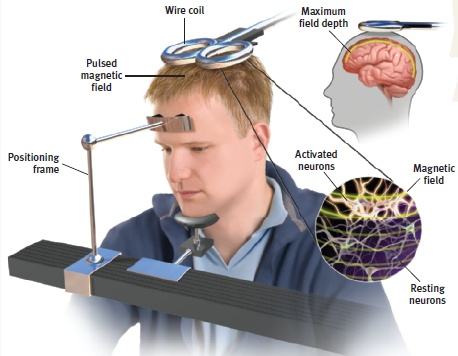 Wire coil
Maximum
field depth
Pulsed
magnetic
field
Activated
neurons
Positioning
frame
Magnetic
field
Resting
neurons